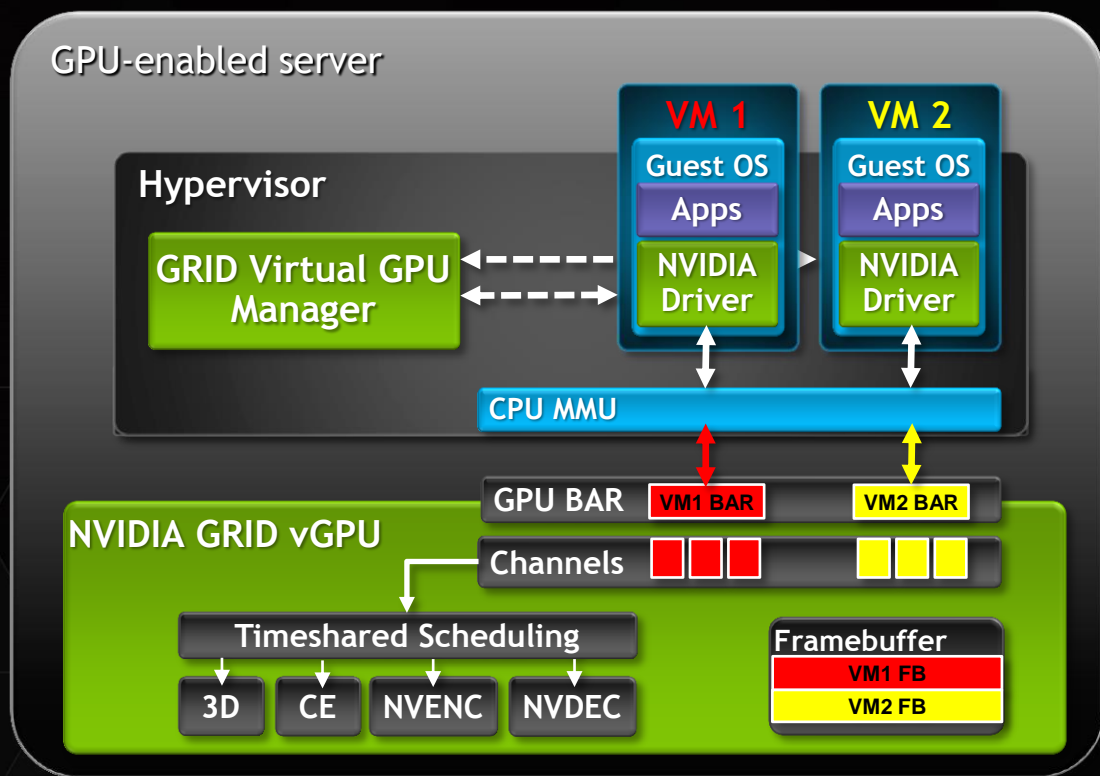 GPU-enabled server
VM 1
VM 2
Guest OS
Guest OS
Apps
Apps
Hypervisor
GRID Virtual GPU
Manager
NVIDIA
Driver
NVIDIA
Driver
CPU MMU
GPU BAR
VM1 BAR
VM2 BAR
NVIDIA GRID vGPU
Channels
Timeshared Scheduling
3D
CE
NVENC
NVDEC
Framebuffer
VM1 FB
VM2 FB